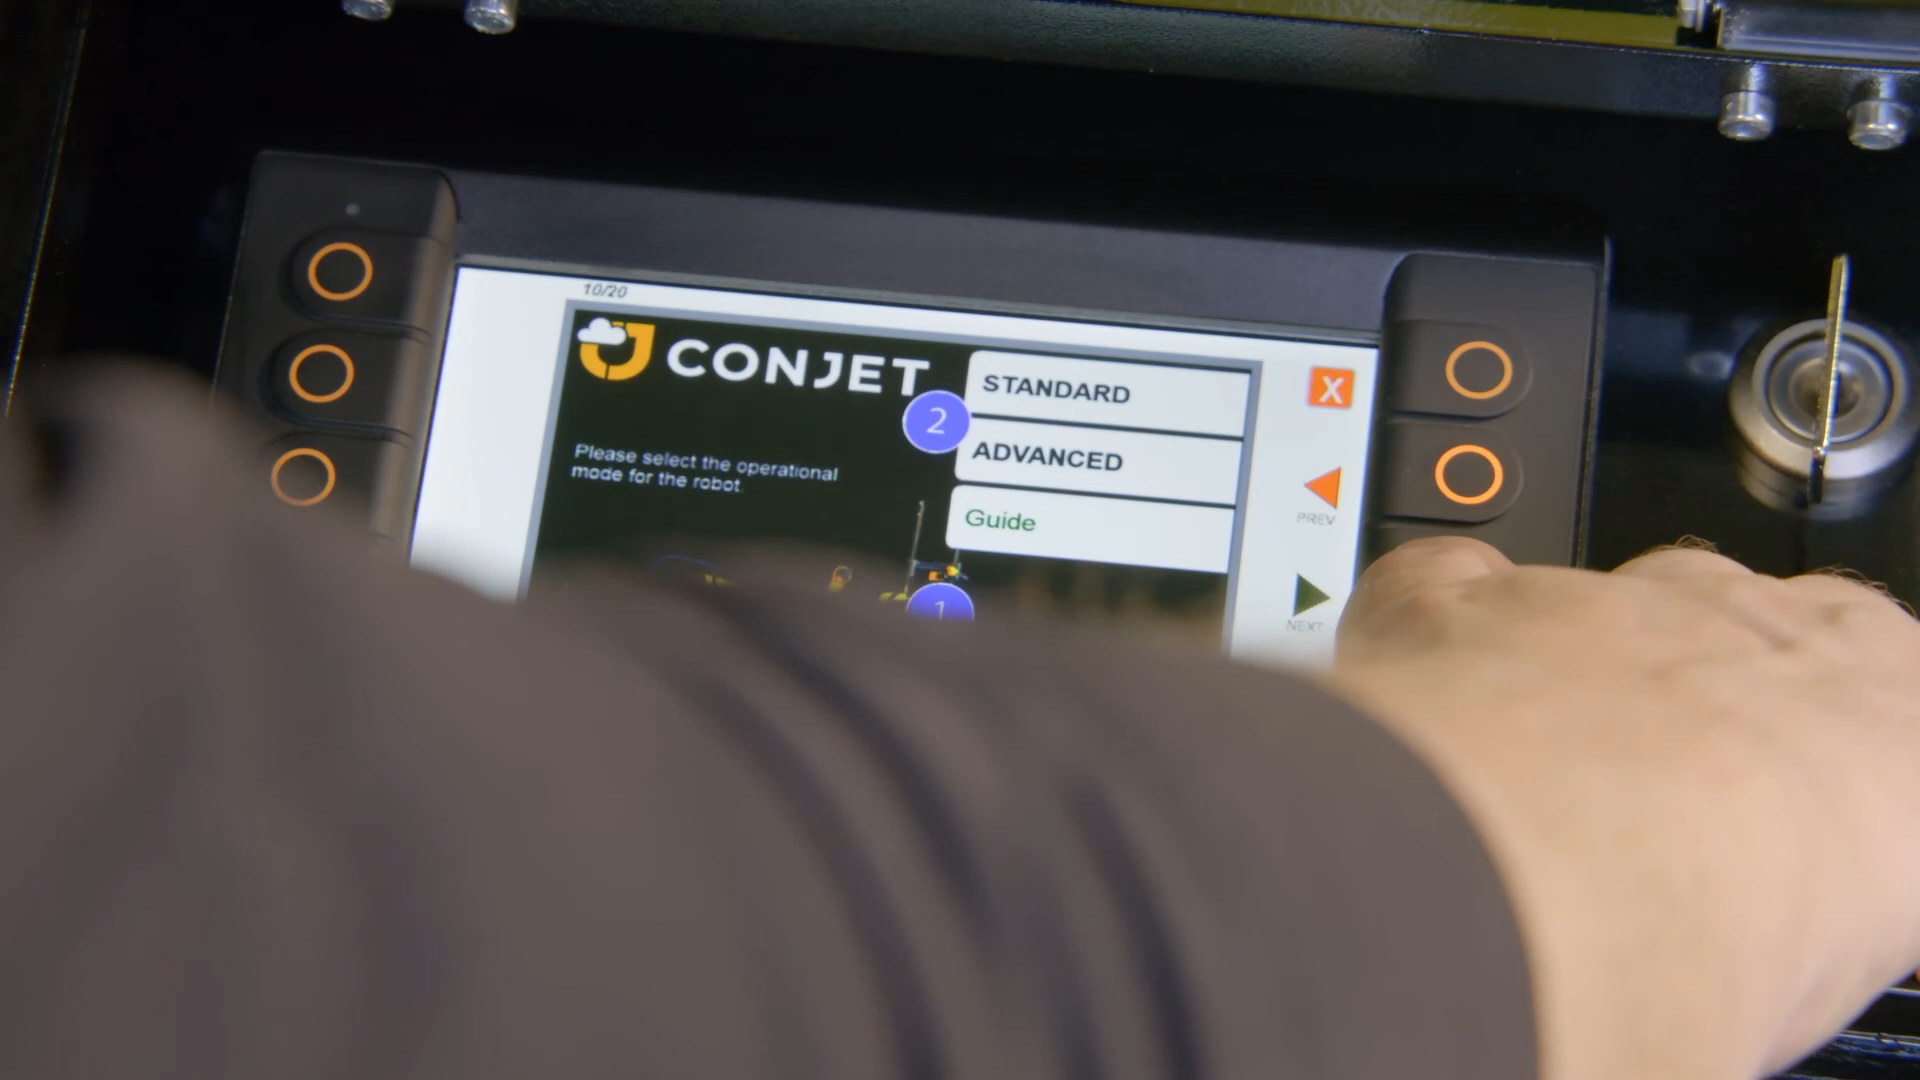 10/20
CONJET
STANDARD
X
2
ADVANCED
Please select the operational
mode for the robot.
PREV
Guide
1
NEXT